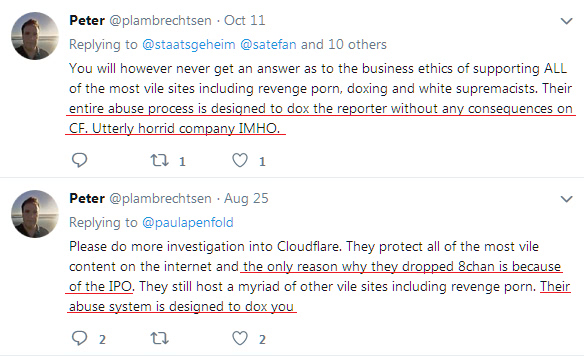 Peter @plambrechtsen · Oct 11
Replying to @staatsgeheim @satefan and 10 others
You will however never get an answer as to the business ethics of supporting ALL
of the most vile sites including revenge porn, doxing and white supremacists. Their
entire abuse process is designed to dox the reporter without any consequences on
CF. Utterly horrid company IMHO.
1 1
Peter @plambrechtsen · Aug 25
Replying to @paulapenfold
Please do more investigation into Cloudflare. They protect all of the most vile
content on the internet and the only reason why they dropped 8chan is because
of the IPO. They still host a myriad of other vile sites including revenge porn. Their
abuse system is designed to dox you
2 2